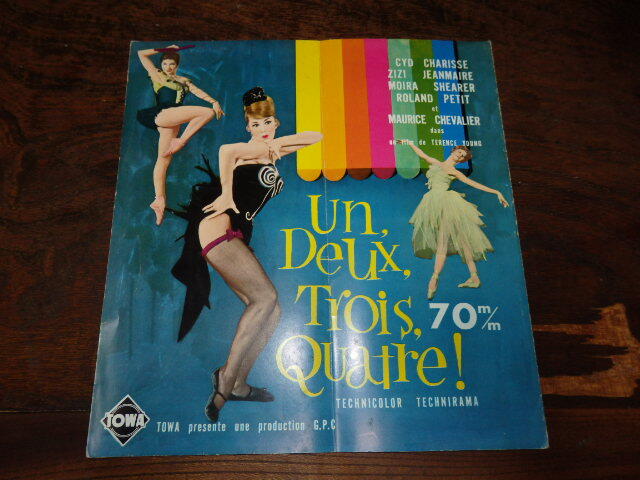 CYD CHARISSE
ZIZI JEANMAIRE
MOIRA SHEARER
ROLAND PETIT
et
MAURICE CHEVALIER
dans
un film de TERENCE YOUNG
Un,
Deux,
Trois, 70 m/m
Quatre!
TECHNICOLOR TECHNIRAMA
TOWA
TOWA presente une production G.P.C